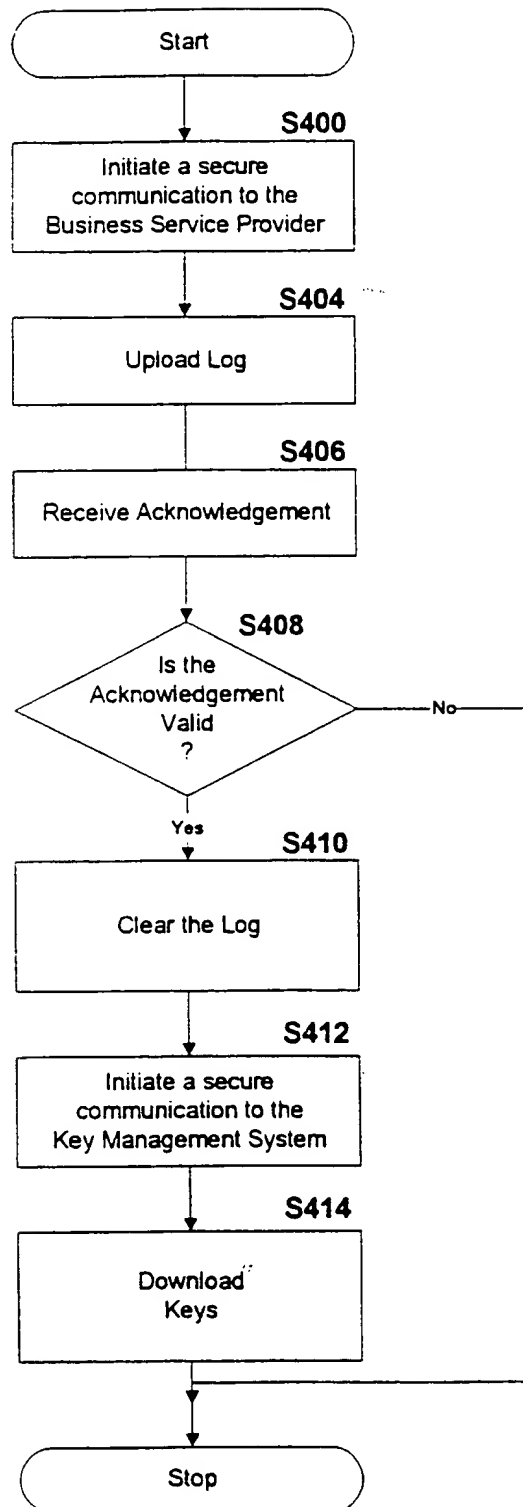 Start
S400
Initiate a secure
communication to the
Business Service Provider
S404
Upload Log
S406
Receive Acknowledgement
S408
Is the
Acknowledgement
Valid
?
No
Yes
S410
Clear the Log
S412
Initiate a secure
communication to the
Key Management System
S414
Download
Keys
Stop